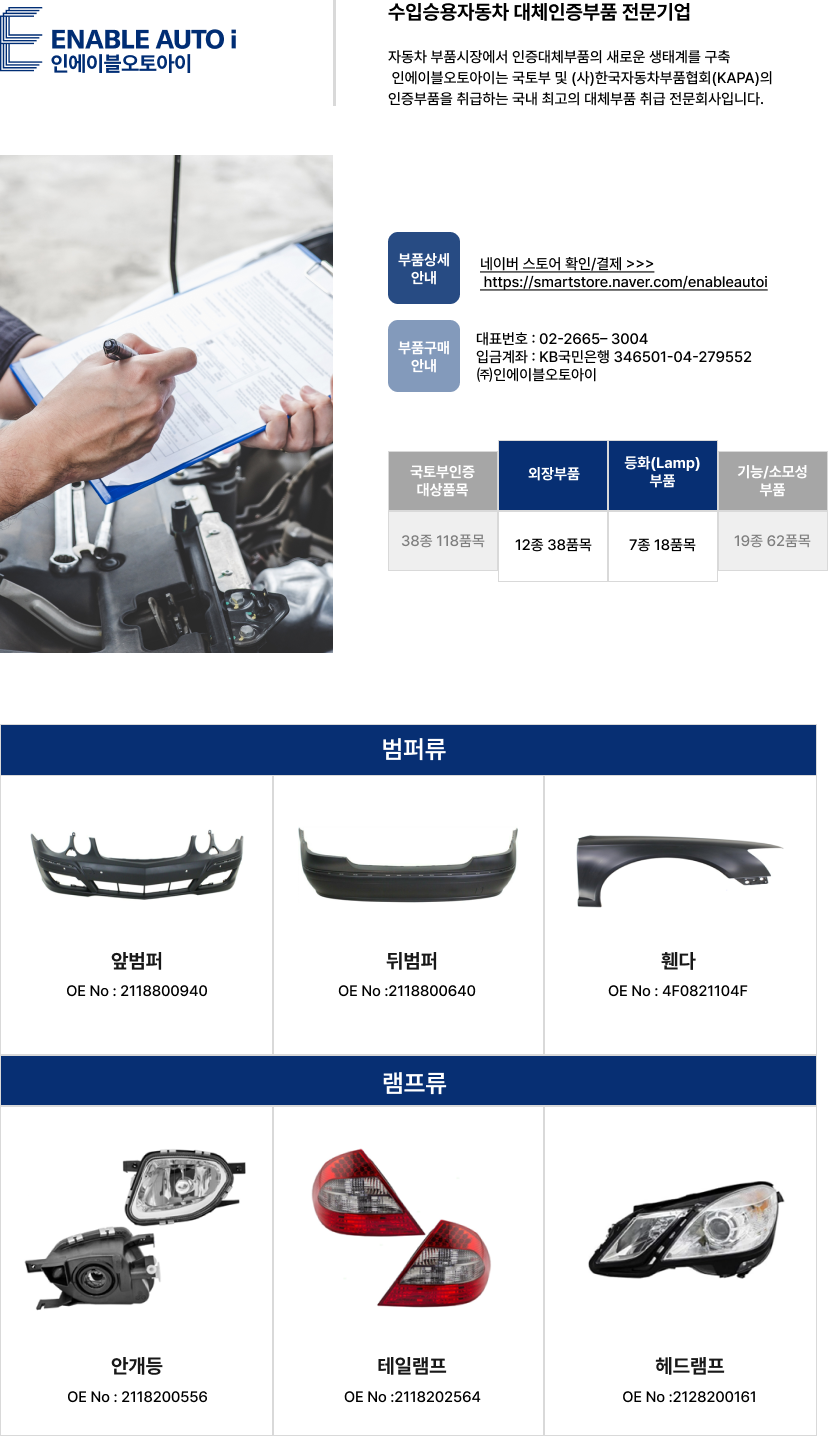 ENABLE AUTO i
인에이블오토아이
수입승용자동차 대체인증부품 전문기업
자동차 부품시장에서 인증대체부품의 새로운 생태계를 구축
인에이블오토아이는 국토부 및 (사)한국자동차부품협회(KAPA)의
인증부품을 취급하는 국내 최고의 대체부품 취급 전문회사입니다.
부품상세
안내
네이버 스토어 확인/결제 >>>
https://smartstore.naver.com/enableautoi
부품구매
안내
대표번호 : 02-2665– 3004
입금계좌 : KB국민은행 346501-04-279552
㈜인에이블오토아이
국토부인증
대상품목
외장부품
등화(Lamp)
부품
기능/소모성
부품
38종 118품목
12종 38품목
7종 18품목
19종 62품목
범퍼류
앞범퍼
뒤범퍼
휀다
OE No : 2118800940
OE No :2118800640
OE No : 4F0821104F
램프류
안개등
테일램프
헤드램프
OE No : 2118200556
OE No :2118202564
OE No :2128200161